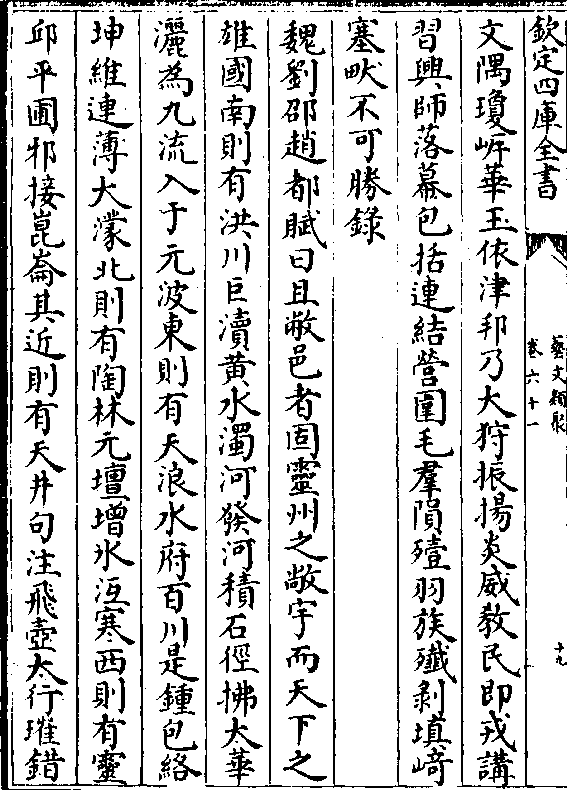 欽定四庫全書
藝文類聚
卷六十一
十九
文隅瓊岍華玉依津邦乃大狩振揚炎威教民即戎講
習興師落幕包括連結營圍毛羣隕殪羽族殲剝填﨑
塞畎不可勝錄
魏劉邵趙都賦曰且敝邑者固靈州之敞宇而天下之
雄國南則有洪川巨瀆黄水濁河發河積石徑拂大華
灑為九流入于元波東則有天浪水府百川是鍾包絡
坤維連薄大濛北則有陶林元壇增氷沍寒西則有靈
邱平圃邪接崑崙其近則有天井句注飛壺太行璀錯